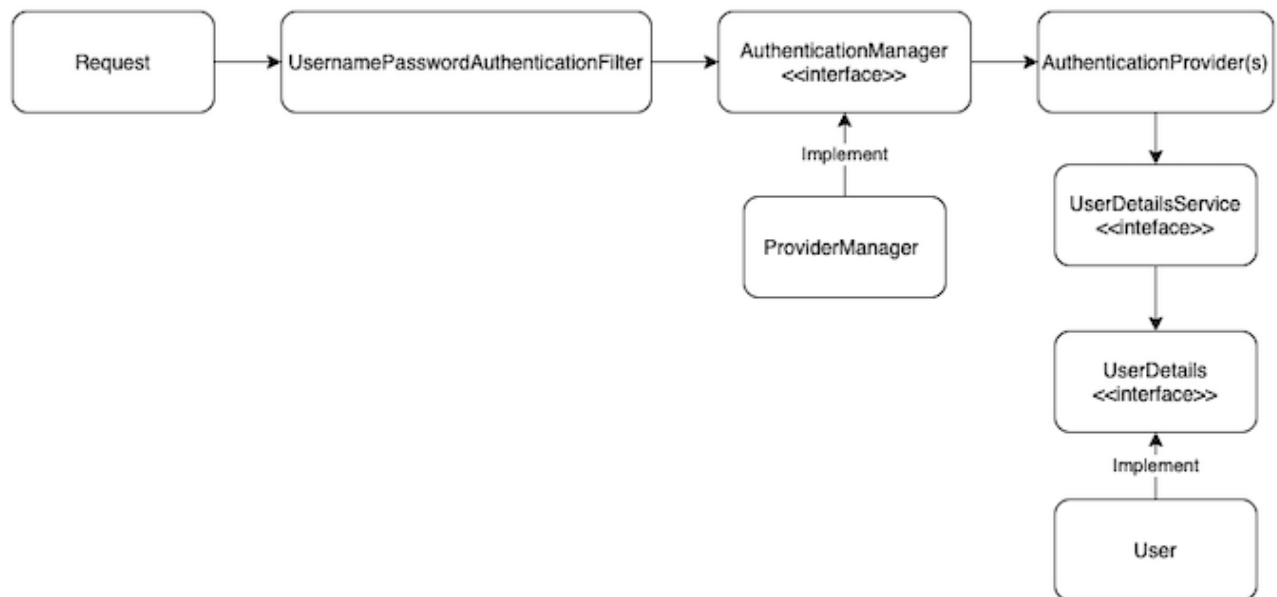 Request
UsernamePasswordAuthenticationFilter
AuthenticationManager
<<interface>>
AuthenticationProvider(s)
Implement
ProviderManager
UserDetailsService
<<inteface>>
UserDetails
<<interface>>
Implement
User